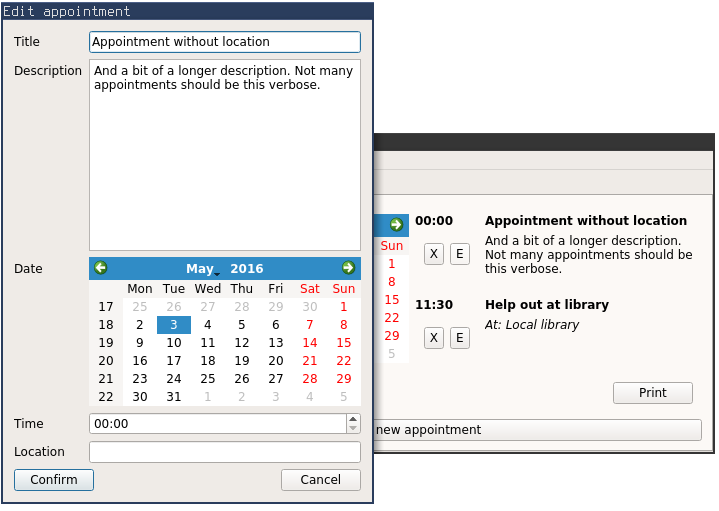 Edit appointment
Title
Appointment without location
Description
And a bit of a longer description. Not many
appointments should be this verbose.
Date
May 2016
Mon Tue Wed Thu Fri Sat Sun
17 25 26 27 28 29 30 1
18 2 3 4 5 6 7 8
19 9 10 11 12 13 14 15
20 16 17 18 19 20 21 22
21 23 24 25 26 27 28 29
22 30 31 1 2 3 4 5
Time
00:00
Location
Confirm
Cancel
Sun
1
8
15
22
29
5
00:00 Appointment without location
X E
And a bit of a longer description.
Not many appointments should be
this verbose.
11:30 Help out at library
At: Local library
X E
Print
new appointment